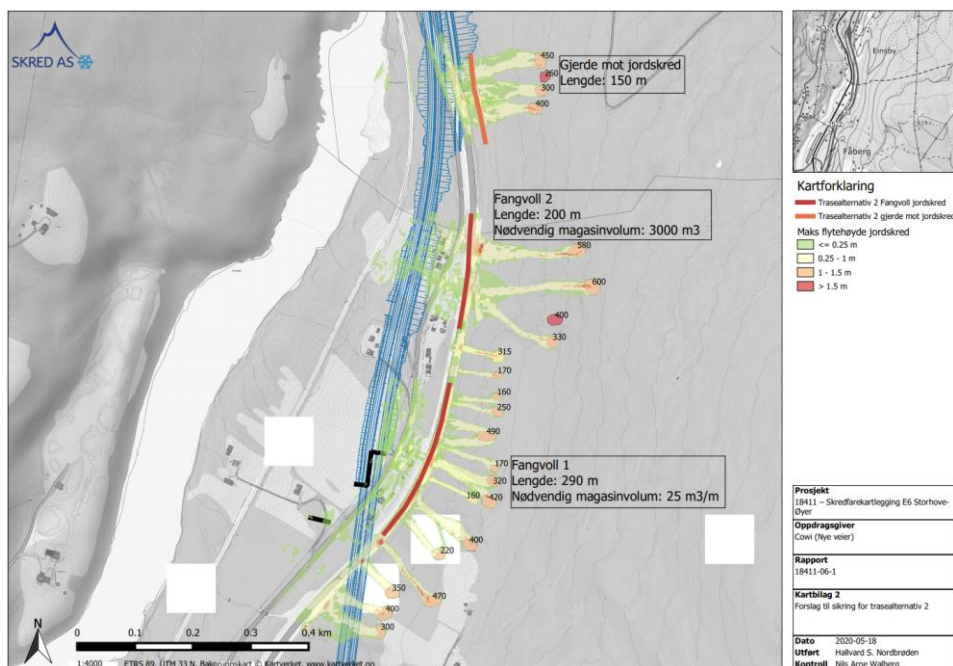 SKRED AS
450
260
300
400
Gjerde mot jordskred
Lengde: 150 m
Fangvoll 2
Lengde: 200 m
Nødvendig magasinvolum: 3000 m3
580
600
400
330
315
170
160
250
490
170
320
160
420
Fangvoll 1
Lengde: 290 m
Nødvendig magasinvolum: 25 m3/m
400
220
350
470
400
300
N
0 0.1 0.2 0.3 0.4 km
1:4000 ETRS 89, UTM 33 N, Bakgrunnskart © Kartverket, www.kartverket.no
Einsby
Fåberg
Kartforklaring
Trasealternativ 2 Fangvoll jordskred
Trasealternativ 2 gjerde mot jordskred
Maks flytehøyde jordskred
<= 0.25 m
0.25 - 1 m
1 - 1.5 m
> 1.5 m
Prosjekt
18411 – Skredfarekartlegging E6 Storhove-
Øyer
Oppdragsgiver
Cowi (Nye veier)
Rapport
18411-06-1
Kartbilag 2
Forslag til sikring for trasealternativ 2
Dato 2020-05-18
Utført Hallvard S. Nordbrøden
Kontroll Nils Arne Walberg